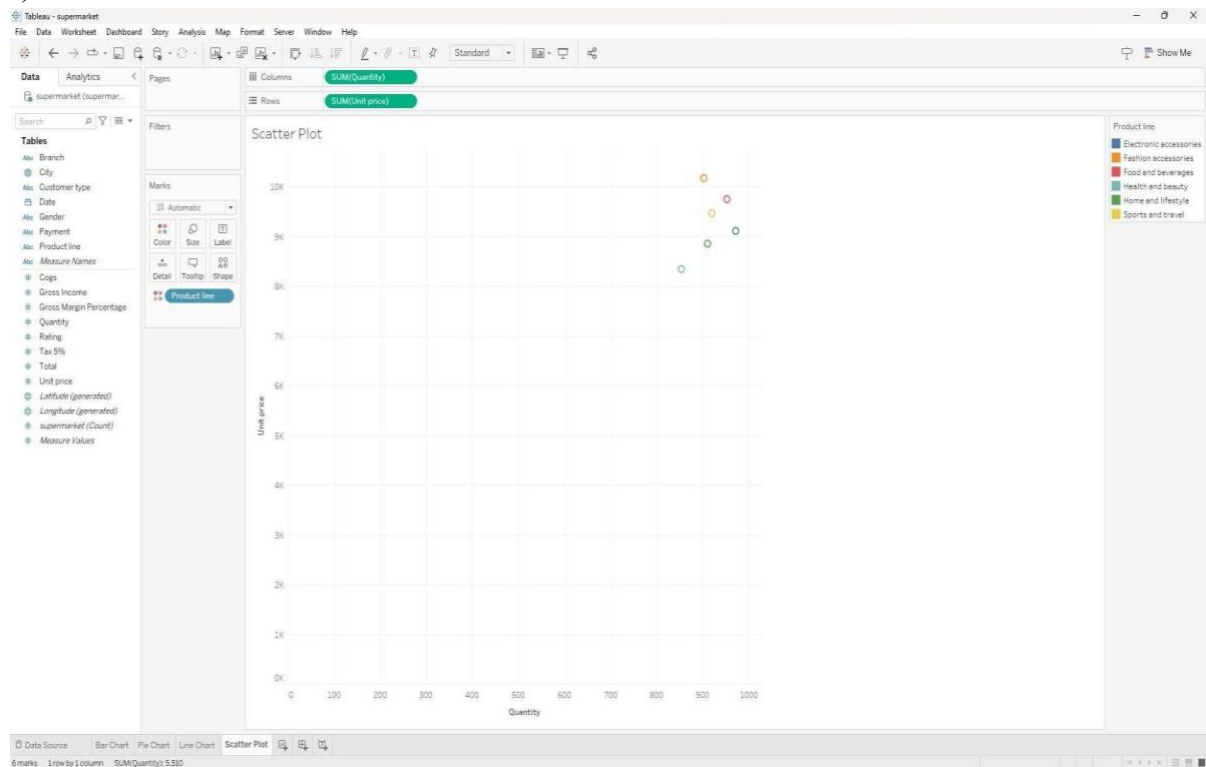 Tableau - supermarket
File Data Worksheet Dashboard Story Analysis Map Format Server Window Help
Standard
Show Me
Data Analytics
supermarket (supermar...
Search
Tables
Abc Branch
City
Abc Customer type
Date
Abc Gender
Abc Payment
Abc Product line
Abc Measure Names
# Cogs
# Gross Income
# Gross Margin Percentage
# Quantity
# Rating
# Tax 5%
# Total
# Unit price
Latitude (generated)
Longitude (generated)
# supermarket (Count)
# Measure Values
Pages
Filters
Marks
Automatic
Color Size Label
Detail Tooltip Shape
Product line
Columns SUM(Quantity)
Rows SUM(Unit price)
Scatter Plot
10K
9K
8K
7K
6K
5K
4K
3K
2K
1K
0K
Unit price
0 100 200 300 400 500 600 700 800 900 1000
Quantity
Product line
Electronic accessories
Fashion accessories
Food and beverages
Health and beauty
Home and lifestyle
Sports and travel
Data Source Bar Chart Pie Chart Line Chart Scatter Plot
6 marks 1 row by 1 column SUM(Quantity): 5,510